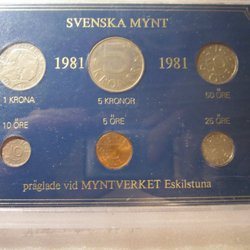 SVENSKA MYNT
1981 5 1981
1 KRONA 5 KRONOR 50 ÖRE
10 ÖRE 5 ÖRE 25 ÖRE
präglade vid MYNTVERKET Eskilstuna